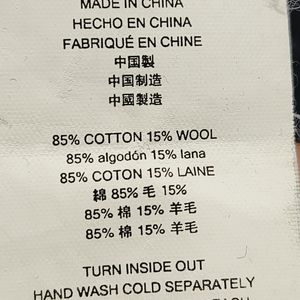 MADE IN CHINA
HECHO EN CHINA
FABRIQUÉ EN CHINE
中国製
中国制造
中國製造
85% COTTON 15% WOOL
85% algodón 15% lana
85% COTON 15% LAINE
綿 85% 毛 15%
85% 棉 15% 羊毛
85% 棉 15% 羊毛
TURN INSIDE OUT
HAND WASH COLD SEPARATELY